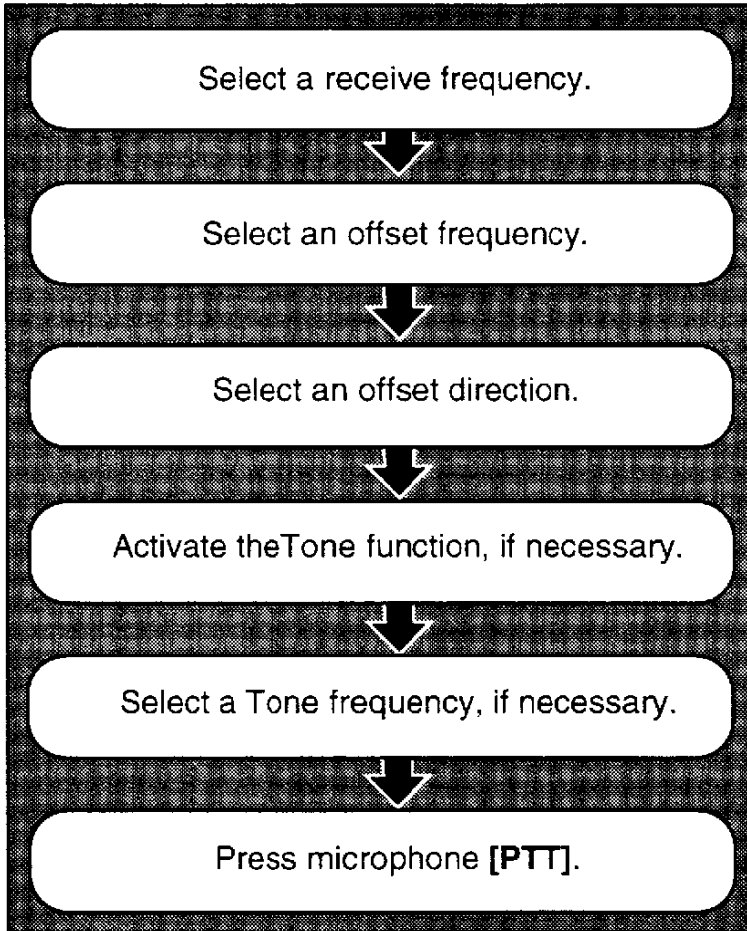 Select a receive frequency.
Select an offset frequency.
Select an offset direction.
Activate theTone function, if necessary.
Select a Tone frequency, if necessary.
Press microphone [PTT].